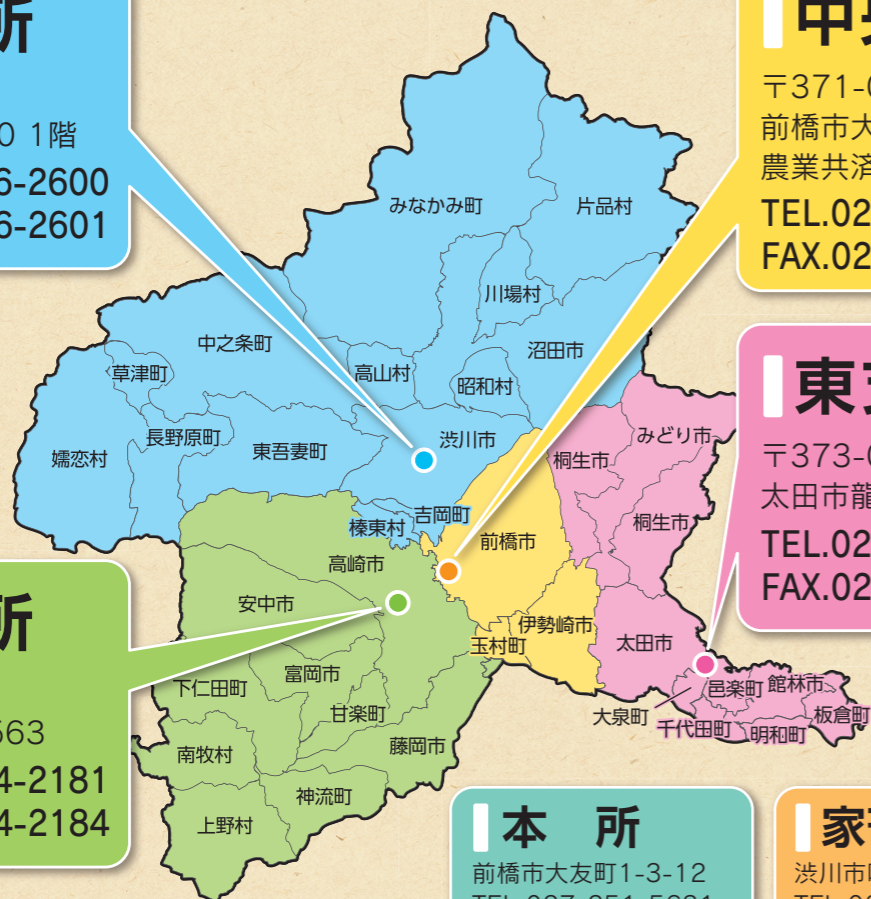 所
0 1階
6-2600
6-2601
〒371-0
前橋市大
農業共済
TEL.02
FAX.02
みなかみ町
片品村
川場村
中之条町
沼田市
草津町
高山村
昭和村
長野原町
東吾妻町
渋川市
嬬恋村
榛東村
吉岡町
みどり市
桐生市
桐生市
前橋市
高崎市
安中市
伊勢崎市
玉村町
太田市
富岡市
下仁田町
甘楽町
藤岡市
南牧村
神流町
上野村
邑楽町
館林市
大泉町
千代田町
明和町
板倉町
東
〒373-0
太田市龍
TEL.02
FAX.02
所
563
4-2181
4-2184
本 所
前橋市大友町1-3-12
家
渋川市